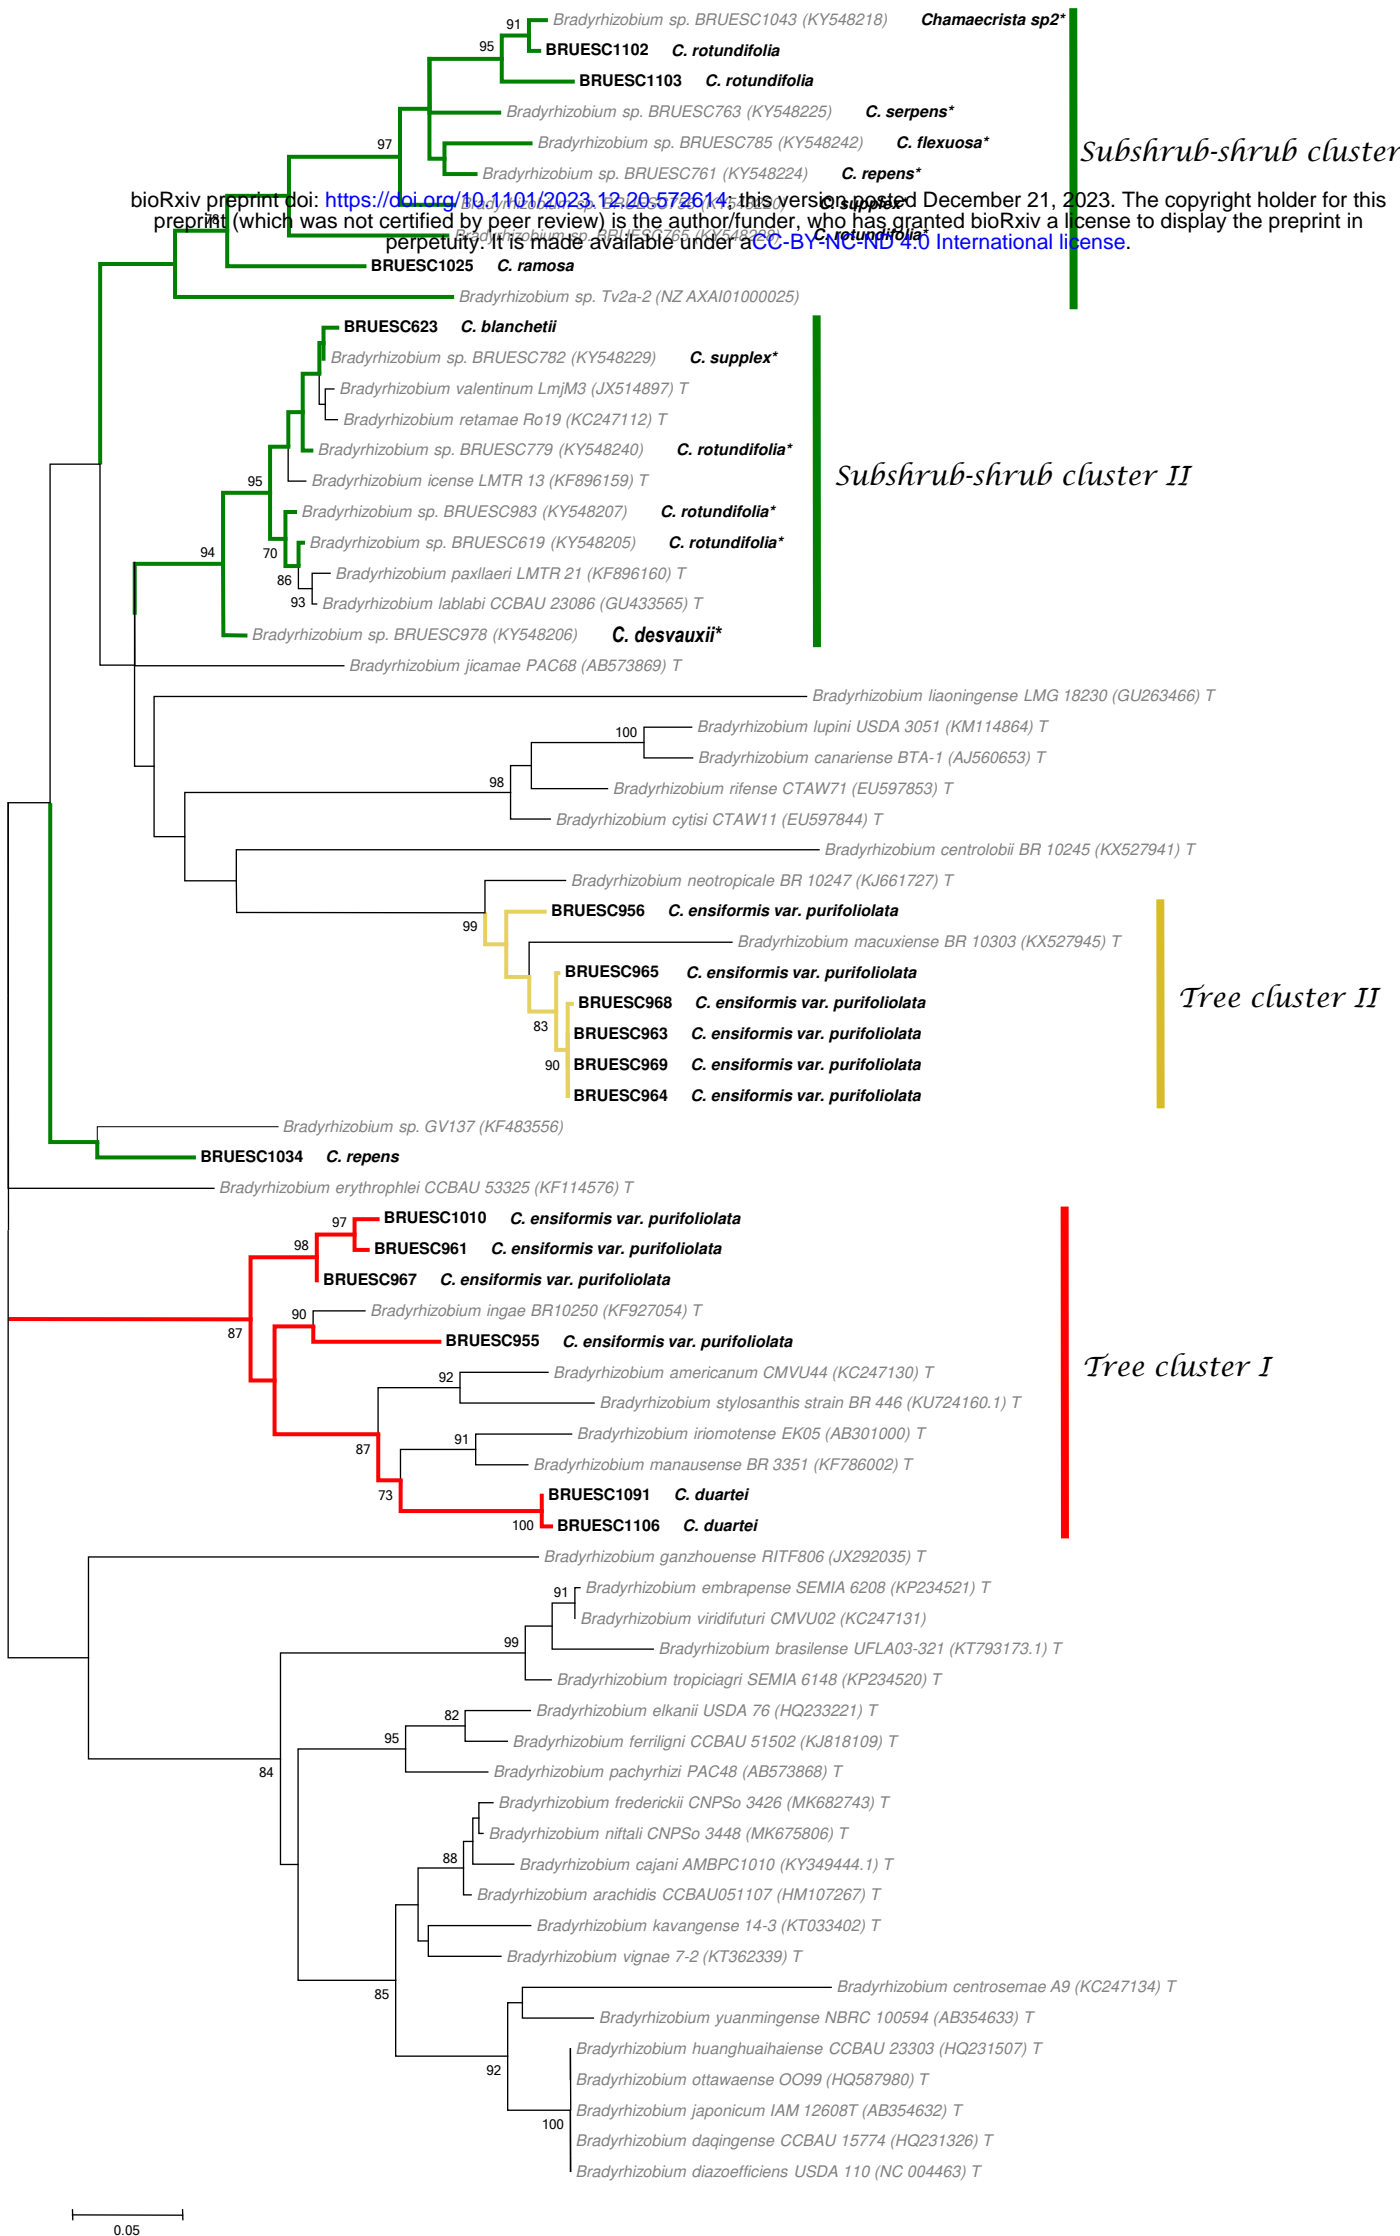 91
Bradyrhizobium sp. BRUESC1043 (KY548218) Chamaecrista sp2*
95
BRUESC1102 C. rotundifolia
BRUESC1103 C. rotundifolia
Bradyrhizobium sp. BRUESC763 (KY548225) C. serpens*
97
Bradyrhizobium sp. BRUESC785 (KY548242) C. flexuosa*
Subshrub-shrub cluster
Bradyrhizobium sp. BRUESC761 (KY548224) C. repens*
bioRxiv preprint doi: https://doi.org/10.1101/2023.12.20.572614; this version posted December 21, 2023. The copyright holder for this
C. supplex*
preprint (which was not certified by peer review) is the author/funder, who has granted bioRxiv a license to display the preprint in
Bradyrhizobium sp. BRUESC765 C. rotundifolia*
perpetuity. It is made available under aCC-BY-NC-ND 4.0 International license.
BRUESC1025 C. ramosa
Bradyrhizobium sp. Tv2a-2 (NZ AXAI01000025)
BRUESC623 C. blanchetii
Bradyrhizobium sp. BRUESC782 (KY548229) C. supplex*
Bradyrhizobium valentinum LmjM3 (JX514897) T
Bradyrhizobium retamae Ro19 (KC247112) T
Bradyrhizobium sp. BRUESC779 (KY548240) C. rotundifolia*
95
Bradyrhizobium icense LMTR 13 (KF896159) T
Subshrub-shrub cluster II
Bradyrhizobium sp. BRUESC983 (KY548207) C. rotundifolia*
94
70
Bradyrhizobium sp. BRUESC619 (KY548205) C. rotundifolia*
86
Bradyrhizobium paxllaeri LMTR 21 (KF896160) T
93
Bradyrhizobium lablabi CCBAU 23086 (GU433565) T
Bradyrhizobium sp. BRUESC978 (KY548206) C. desvauxii*
Bradyrhizobium jicamae PAC68 (AB573869) T
Bradyrhizobium liaoningense LMG 18230 (GU263466) T
100
Bradyrhizobium lupini USDA 3051 (KM114864) T
Bradyrhizobium canariense BTA-1 (AJ560653) T
98
Bradyrhizobium rifense CTAW71 (EU597853) T
Bradyrhizobium cytisi CTAW11 (EU597844) T
Bradyrhizobium centrolobii BR 10245 (KX527941) T
Bradyrhizobium neotropicale BR 10247 (KJ661727) T
99
BRUESC956 C. ensiformis var. purifoliolata
Bradyrhizobium macuxiense BR 10303 (KX527945) T
BRUESC965 C. ensiformis var. purifoliolata
Tree cluster II
BRUESC968 C. ensiformis var. purifoliolata
83
BRUESC963 C. ensiformis var. purifoliolata
90
BRUESC969 C. ensiformis var. purifoliolata
BRUESC964 C. ensiformis var. purifoliolata
Bradyrhizobium sp. GV137 (KF483556)
BRUESC1034 C. repens
Bradyrhizobium erythrophlei CCBAU 53325 (KF114576) T
97
BRUESC1010 C. ensiformis var. purifoliolata
98
BRUESC961 C. ensiformis var. purifoliolata
BRUESC967 C. ensiformis var. purifoliolata
90
Bradyrhizobium ingae BR10250 (KF927054) T
87
BRUESC955 C. ensiformis var. purifoliolata
92
Bradyrhizobium americanum CMVU44 (KC247130) T
Tree cluster I
Bradyrhizobium stylosanthis strain BR 446 (KU724160.1) T
91
Bradyrhizobium iriomotense EK05 (AB301000) T
87
Bradyrhizobium manausense BR 3351 (KF786002) T
73
BRUESC1091 C. duartei
100
BRUESC1106 C. duartei
Bradyrhizobium ganzhouense RITF806 (JX292035) T
91
Bradyrhizobium embrapense SEMIA 6208 (KP234521) T
Bradyrhizobium viridifuturi CMVU02 (KC247131)
99
Bradyrhizobium brasilense UFLA03-321 (KT793173.1) T
Bradyrhizobium tropiciagri SEMIA 6148 (KP234520) T
82
Bradyrhizobium elkanii USDA 76 (HQ233221) T
95
Bradyrhizobium ferriligni CCBAU 51502 (KJ818109) T
84
Bradyrhizobium pachyrhizi PAC48 (AB573868) T
Bradyrhizobium frederickii CNPSo 3426 (MK682743) T
Bradyrhizobium niftali CNPSo 3448 (MK675806) T
88
Bradyrhizobium cajani AMBPC1010 (KY349444.1) T
Bradyrhizobium arachidis CCBAU051107 (HM107267) T
Bradyrhizobium kavangense 14-3 (KT033402) T
Bradyrhizobium vignae 7-2 (KT362339) T
85
Bradyrhizobium centrosemae A9 (KC247134) T
Bradyrhizobium yuanmingense NBRC 100594 (AB354633) T
92
Bradyrhizobium huanghuaihaiense CCBAU 23303 (HQ231507) T
Bradyrhizobium ottawaense OO99 (HQ587980) T
100
Bradyrhizobium japonicum IAM 12608T (AB354632) T
Bradyrhizobium daqingense CCBAU 15774 (HQ231326) T
Bradyrhizobium diazoefficiens USDA 110 (NC 004463) T
0.05